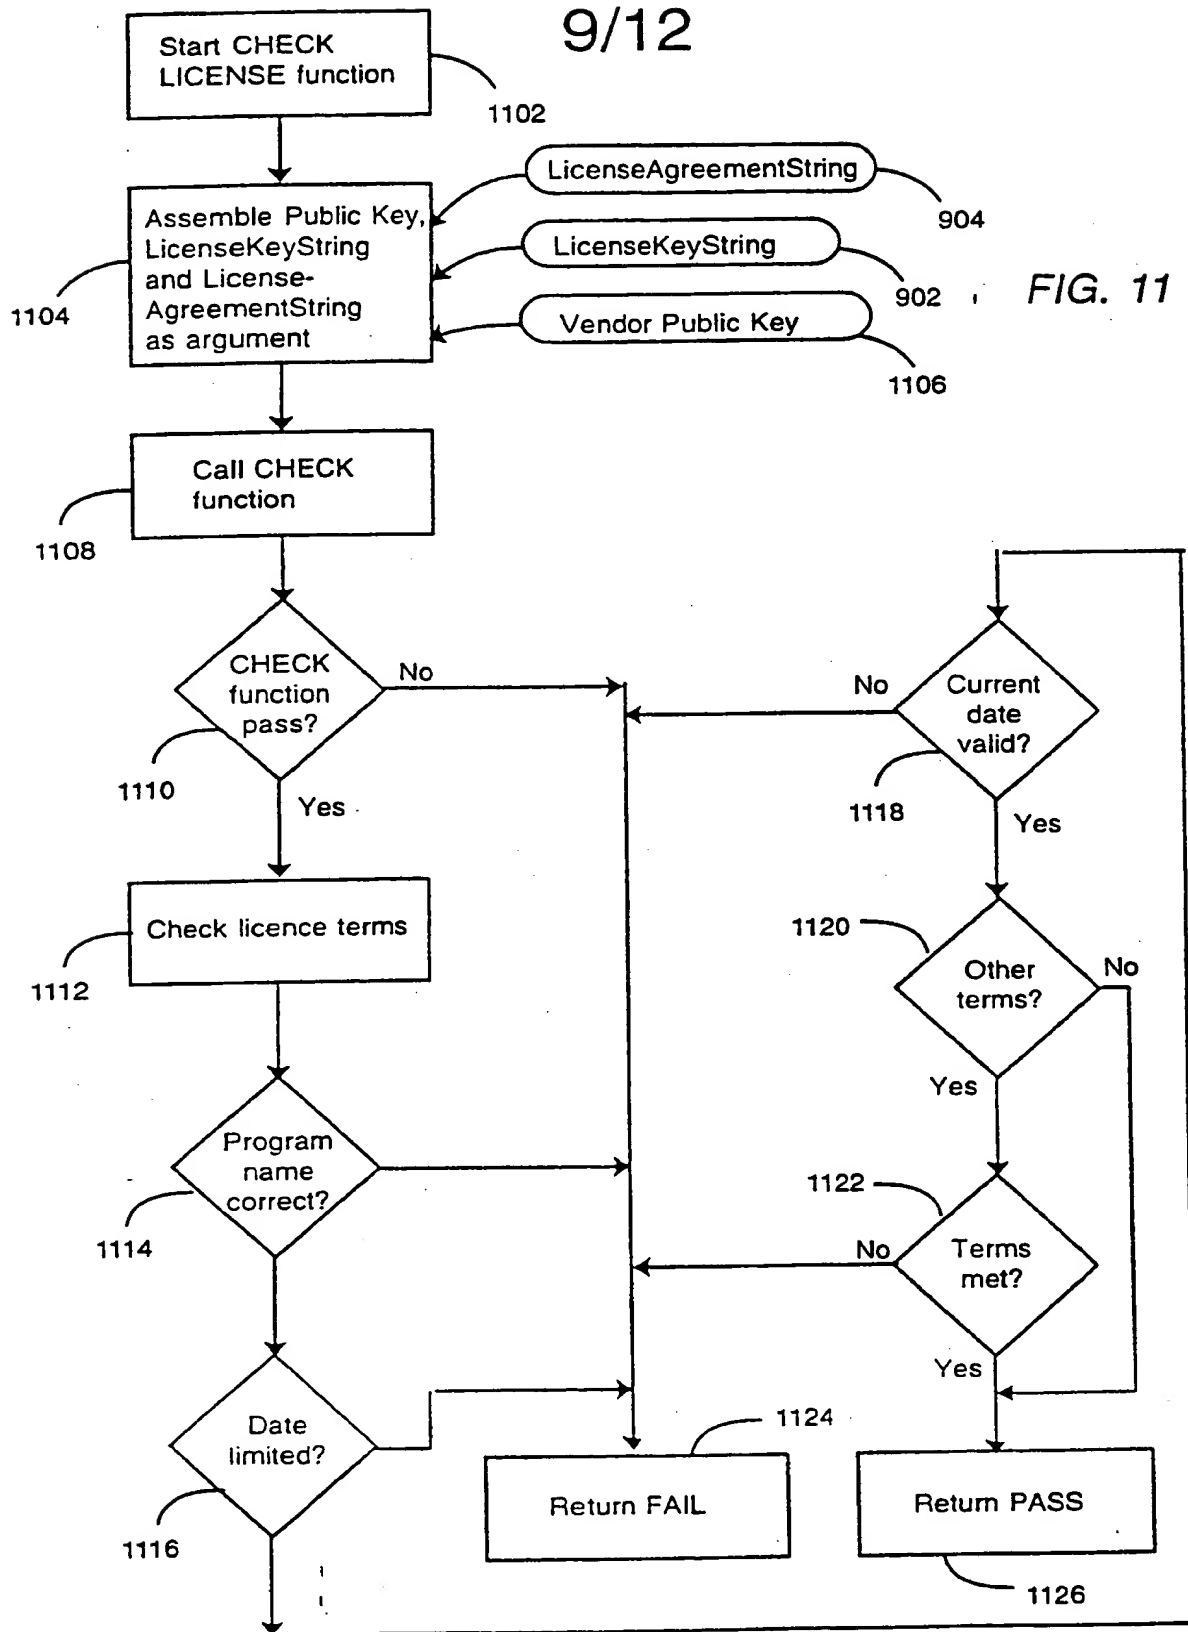 9/12
Start CHECK
LICENSE function
1102
LicenseAgreementString
904
Assemble Public Key,
LicenseKeyString
and License-
AgreementString
as argument
1104
LicenseKeyString
902
FIG. 11
Vendor Public Key
1106
Call CHECK
function
1108
CHECK
function
pass?
No
1110
Yes
Current
date
valid?
No
1118
Yes
Check licence terms
1112
1120
Other
terms?
No
Yes
Program
name
correct?
1114
1122
Terms
met?
No
Yes
Date
limited?
1116
1124
Return FAIL
Return PASS
1126